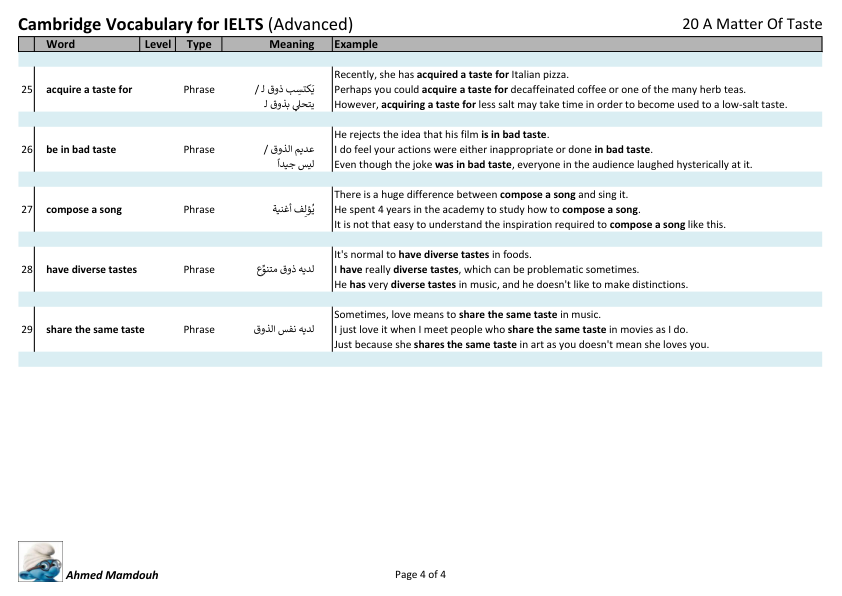 Cambridge Vocabulary for IELTS (Advanced) 20 A Matter Of Taste
Word Level Type Meaning Example
25 acquire a taste for Phrase يَكتسِب ذوق لـ / يتحلي بذوق لـ
Recently, she has acquired a taste for Italian pizza.
Perhaps you could acquire a taste for decaffeinated coffee or one of the many herb teas.
However, acquiring a taste for less salt may take time in order to become used to a low-salt taste.
26 be in bad taste Phrase عديم الذوق / ليس جيداً
He rejects the idea that his film is in bad taste.
I do feel your actions were either inappropriate or done in bad taste.
Even though the joke was in bad taste, everyone in the audience laughed hysterically at it.
27 compose a song Phrase يُؤلِف أغنية
There is a huge difference between compose a song and sing it.
He spent 4 years in the academy to study how to compose a song.
It is not that easy to understand the inspiration required to compose a song like this.
28 have diverse tastes Phrase لديه ذوق متنوّع
It's normal to have diverse tastes in foods.
I have really diverse tastes, which can be problematic sometimes.
He has very diverse tastes in music, and he doesn't like to make distinctions.
29 share the same taste Phrase لديه نفس الذوق
Sometimes, love means to share the same taste in music.
I just love it when I meet people who share the same taste in movies as I do.
Just because she shares the same taste in art as you doesn't mean she loves you.
Ahmed Mamdouh Page 4 of 4